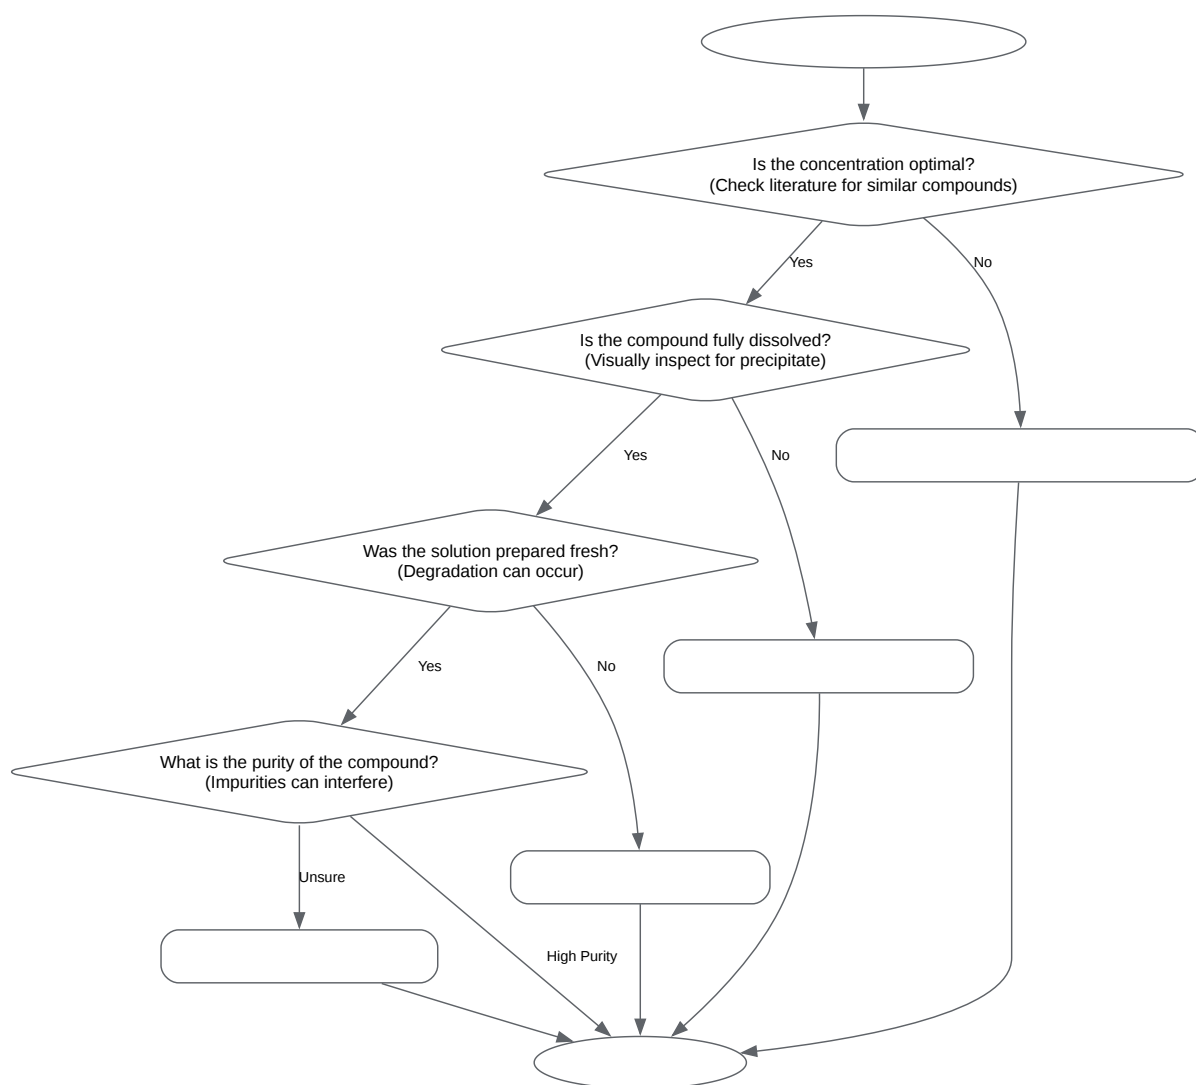 Is the concentration optimal?
(Check literature for similar compounds)
Yes
No
Is the compound fully dissolved?
(Visually inspect for precipitate)
Yes
No
Was the solution prepared fresh?
(Degradation can occur)
Yes
No
What is the purity of the compound?
(Impurities can interfere)
Unsure
High Purity